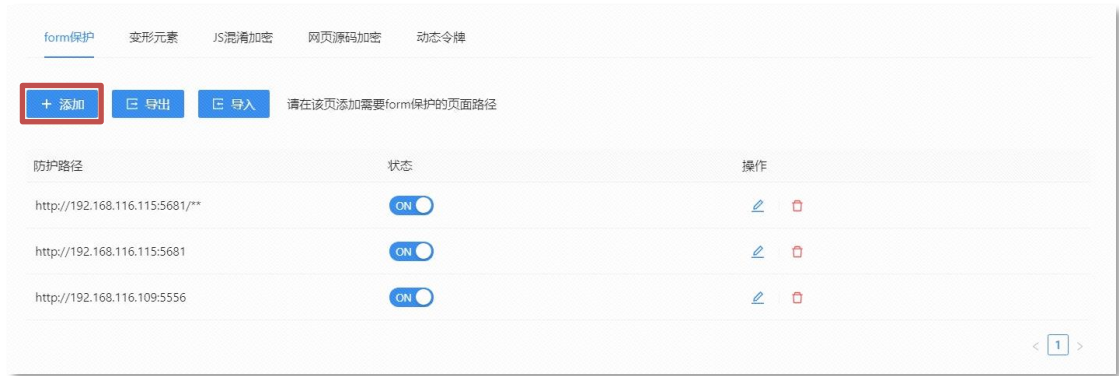 form保护 变形元素 JS混淆加密 网页源码加密 动态令牌
+ 添加 导出 导入 请在该页添加需要form保护的页面路径
防护路径 状态 操作
http://192.168.116.115:5681/** ON
http://192.168.116.115:5681 ON
http://192.168.116.109:5556 ON
< 1 >